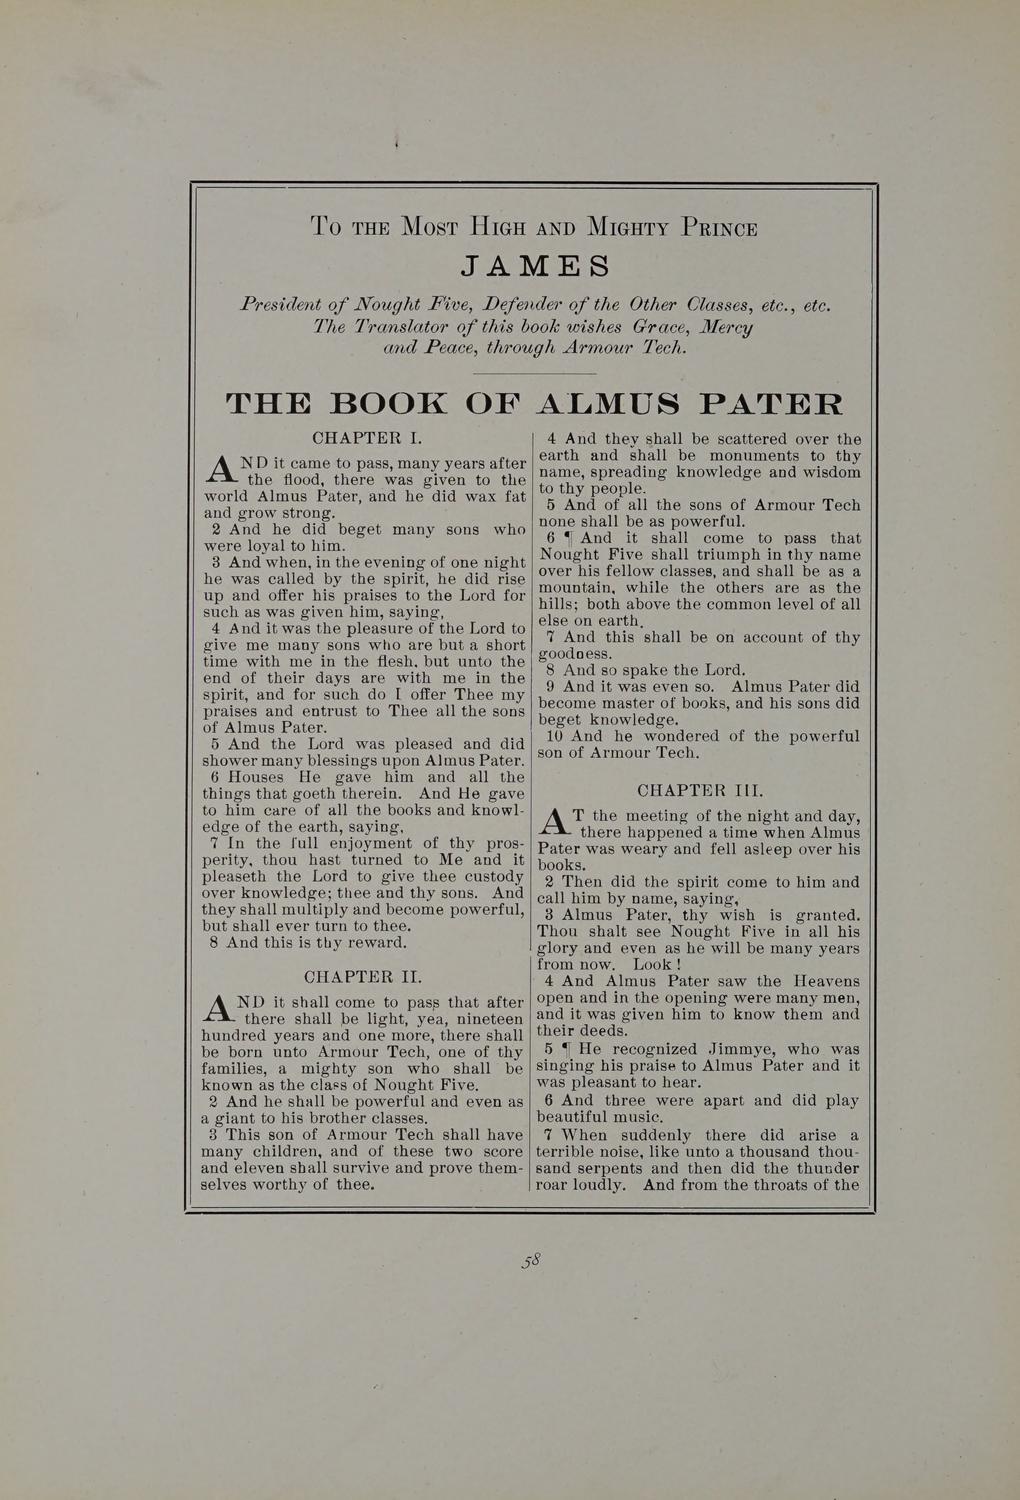 To the Most High and Mighty Prince
JAMES
President of Nought Five, Defender of the Other Classes, etc., etc.
The Translator of this book wishes Grace, Mercy
and Peace, through Armour Tech.
THE BOOK OF ALMUS PATER
CHAPTER I.
AND it came to pass, many years after
the flood, there was given to the
world Almus Pater, and he did wax fat
and grow strong.
2 And he did beget many sons who
were loyal to him.
3 And when, in the evening of one night
he was called by the spirit, he did rise
up and offer his praises to the Lord for
such as was given him, saying,
4 And it was the pleasure of the Lord to
give me many sons who are but a short
time with me in the flesh, but unto the
end of their days are with me in the
spirit, and for such do I offer Thee my
praises and entrust to Thee all the sons
of Almus Pater.
5 And the Lord was pleased and did
shower many blessings upon Almus Pater.
6 Houses He gave him and all the
things that goeth therein. And He gave
to him care of all the books and knowl-
edge of the earth, saying,
7 In the full enjoyment of thy pros-
perity, thou hast turned to Me and it
pleaseth the Lord to give thee custody
over knowledge; thee and thy sons. And
they shall multiply and become powerful,
but shall ever turn to thee.
8 And this is thy reward.
CHAPTER II.
AND it shall come to pass that after
there shall be light, yea, nineteen
hundred years and one more, there shall
be born unto Armour Tech, one of thy
families, a mighty son who shall be
known as the class of Nought Five.
2 And he shall be powerful and even as
a giant to his brother classes.
3 This son of Armour Tech shall have
many children, and of these two score
and eleven shall survive and prove them-
selves worthy of thee.
4 And they shall be scattered over the
earth and shall be monuments to thy
name, spreading knowledge and wisdom
to thy people.
5 And of all the sons of Armour Tech
none shall be as powerful.
6 ¶ And it shall come to pass that
Nought Five shall triumph in thy name
over his fellow classes, and shall be as a
mountain, while the others are as the
hills; both above the common level of all
else on earth.
7 And this shall be on account of thy
goodness.
8 And so spake the Lord.
9 And it was even so. Almus Pater did
become master of books, and his sons did
beget knowledge.
10 And he wondered of the powerful
son of Armour Tech.
CHAPTER III.
AT the meeting of the night and day,
there happened a time when Almus
Pater was weary and fell asleep over his
books.
2 Then did the spirit come to him and
call him by name, saying,
3 Almus Pater, thy wish is granted.
Thou shalt see Nought Five in all his
glory and even as he will be many years
from now. Look!
4 And Almus Pater saw the Heavens
open and in the opening were many men,
and it was given him to know them and
their deeds.
5 ¶ He recognized Jimmye, who was
singing his praise to Almus Pater and it
was pleasant to hear.
6 And three were apart and did play
beautiful music.
7 When suddenly there did arise a
terrible noise, like unto a thousand thou-
sand serpents and then did the thunder
roar loudly. And from the throats of the
58